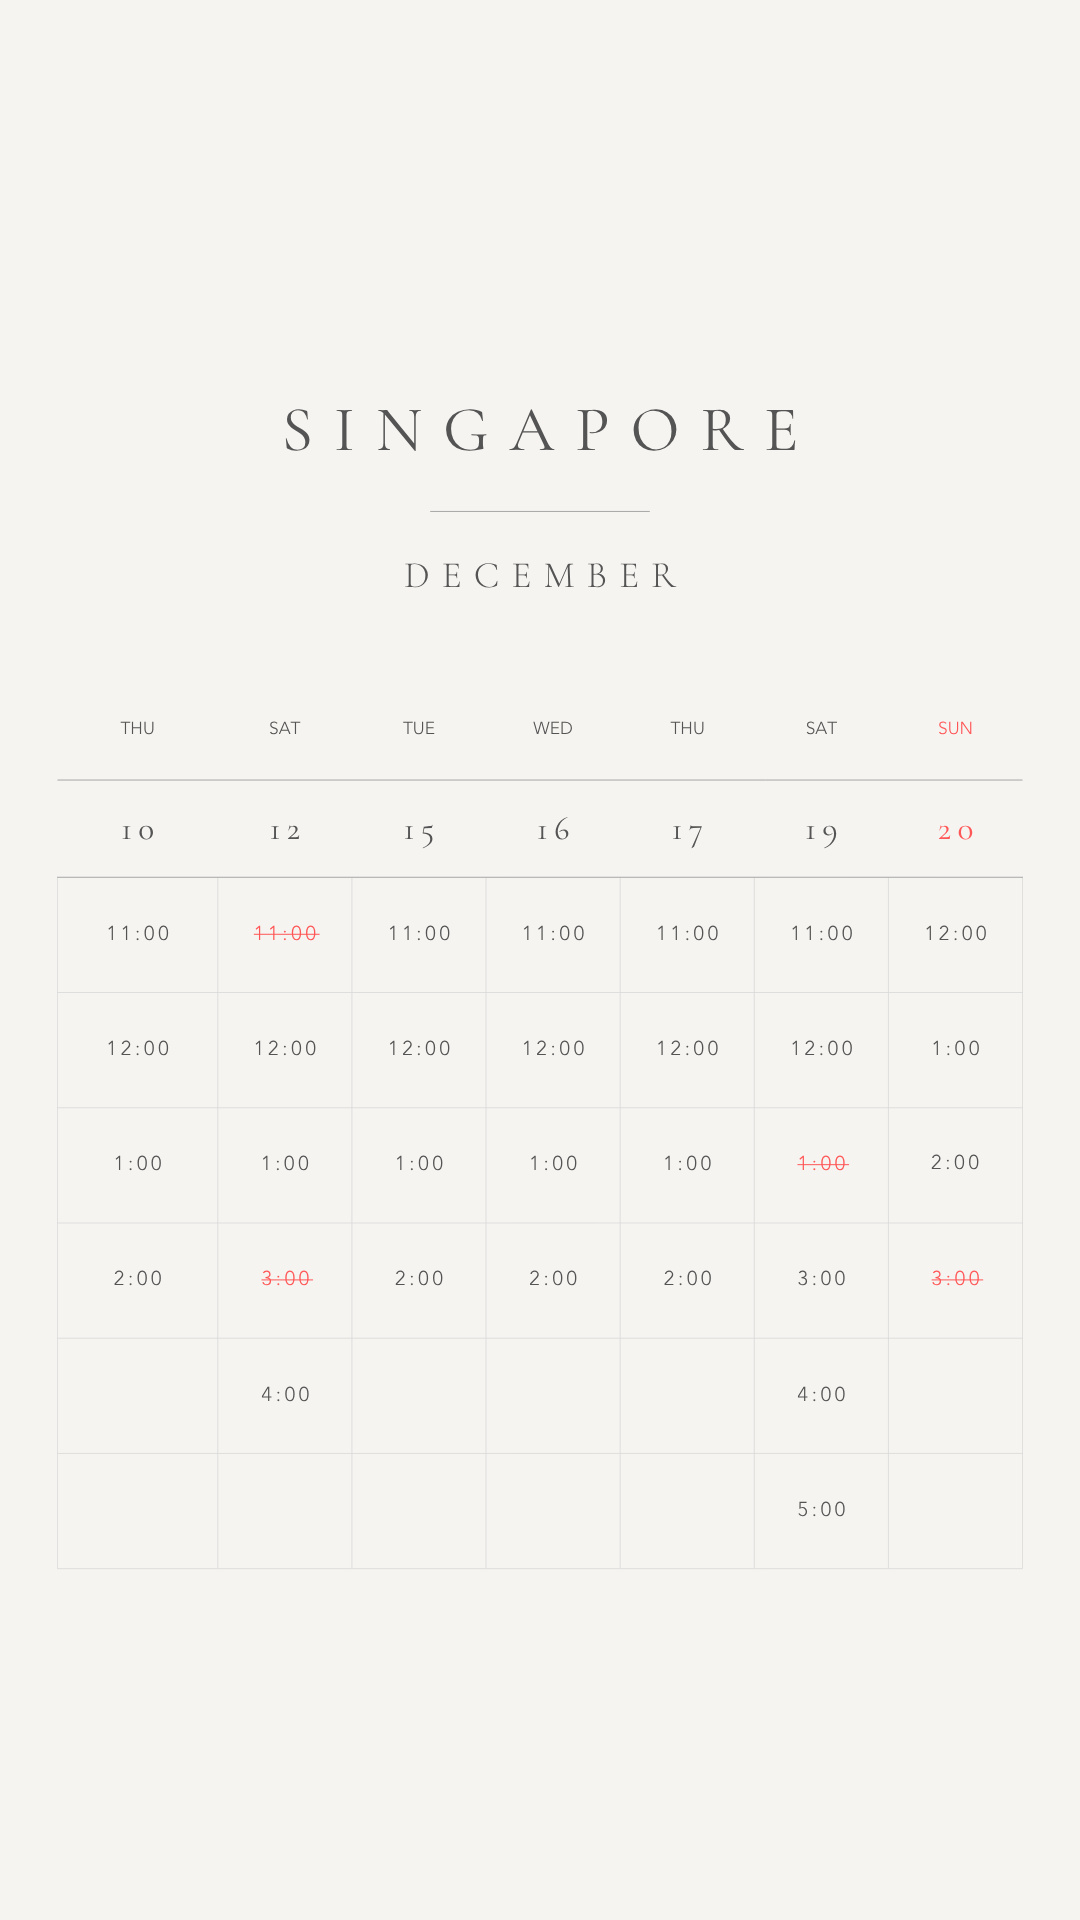 SINGAPORE
DECEMBER
THU SAT TUE WED THU SAT SUN
10 12 15 16 17 19 20
11:00 11:00 11:00 11:00 11:00 11:00 12:00
12:00 12:00 12:00 12:00 12:00 12:00 1:00
1:00 1:00 1:00 1:00 1:00 1:00 2:00
2:00 3:00 2:00 2:00 2:00 3:00 3:00
4:00 4:00
5:00